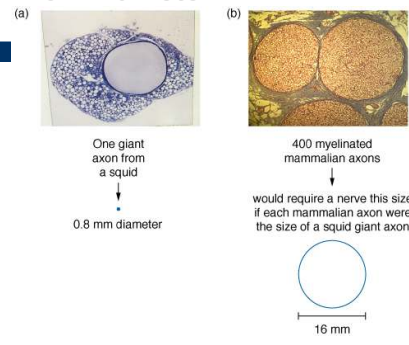 (a)
One giant
axon from
a squid
0.8 mm diameter
(b)
400 myelinated
mammalian axons
would require a nerve this size
if each mammalian axon were
the size of a squid giant axon
16 mm